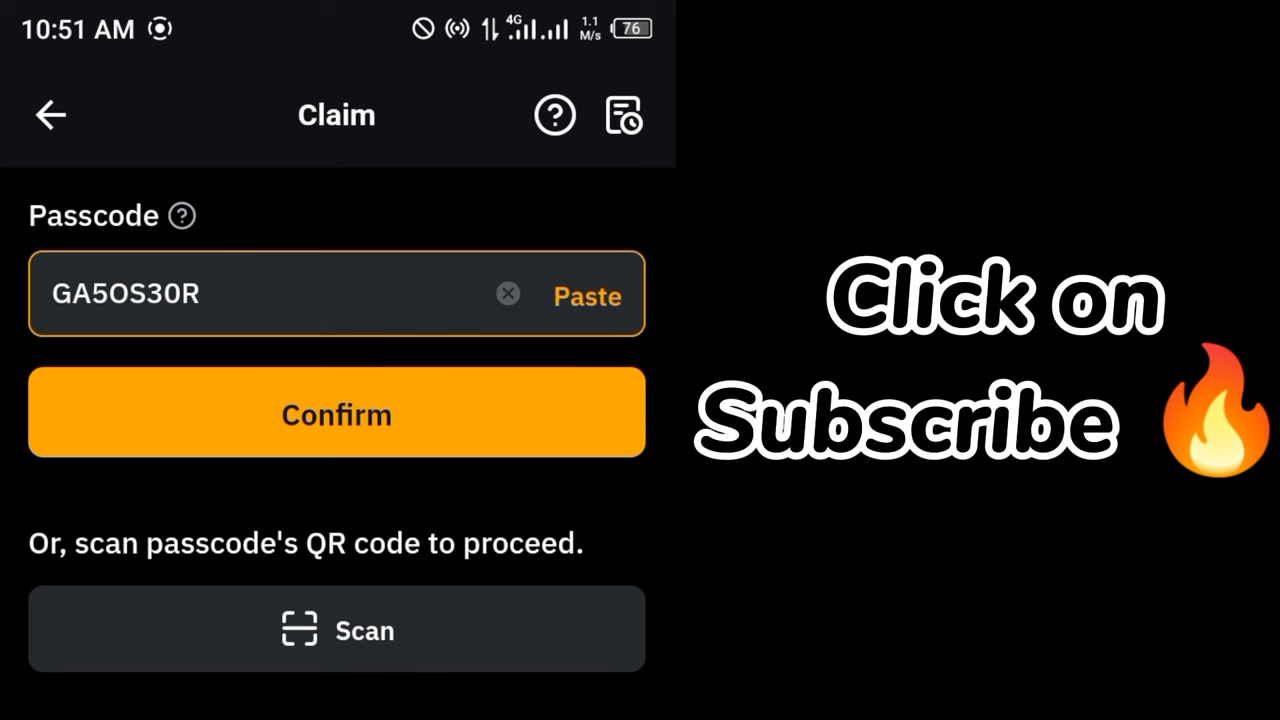 10:51 AM 4G 1.1 M/s 76
Claim
Passcode
GA5OS30R Paste
Confirm
Or, scan passcode's QR code to proceed.
Scan
Click on
Subscribe